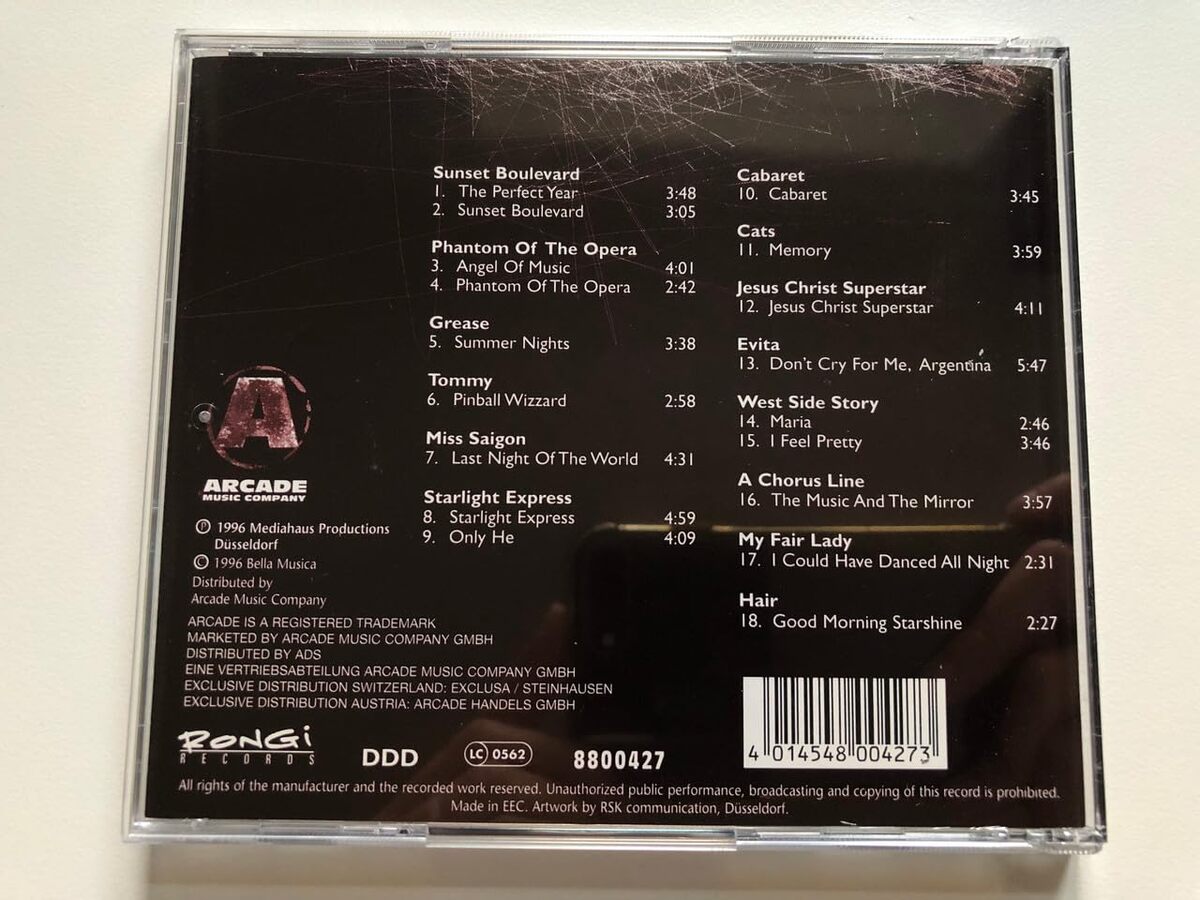 Sunset Boulevard
1. The Perfect Year 3:48
2. Sunset Boulevard 3:05
Phantom Of The Opera
3. Angel Of Music 4:01
4. Phantom Of The Opera 2:42
Grease
5. Summer Nights 3:38
Tommy
6. Pinball Wizzard 2:58
Miss Saigon
7. Last Night Of The World 4:31
Starlight Express
8. Starlight Express 4:59
9. Only He 4:09
Cabaret
10. Cabaret 3:45
Cats
11. Memory 3:59
Jesus Christ Superstar
12. Jesus Christ Superstar 4:11
Evita
13. Don't Cry For Me, Argentina 5:47
West Side Story
14. Maria 2:46
15. I Feel Pretty 3:46
A Chorus Line
16. The Music And The Mirror 3:57
My Fair Lady
17. I Could Have Danced All Night 2:31
Hair
18. Good Morning Starshine 2:27
A
ARCADE
MUSIC COMPANY
℗ 1996 Mediahaus Productions
Düsseldorf
© 1996 Bella Musica
Distributed by
Arcade Music Company
ARCADE IS A REGISTERED TRADEMARK
MARKETED BY ARCADE MUSIC COMPANY GMBH
DISTRIBUTED BY ADS
EINE VERTRIEBSABTEILUNG ARCADE MUSIC COMPANY GMBH
EXCLUSIVE DISTRIBUTION SWITZERLAND: EXCLUSA / STEINHAUSEN
EXCLUSIVE DISTRIBUTION AUSTRIA: ARCADE HANDELS GMBH
RONGi
RECORDS
DDD
LC 0562
8800427
4 014548 004273
All rights of the manufacturer and the recorded work reserved. Unauthorized public performance, broadcasting and copying of this record is prohibited.
Made in EEC. Artwork by RSK communication, Düsseldorf.